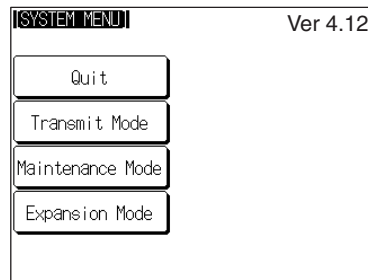 [SYSTEM MENU]
Ver 4.12
Quit
Transmit Mode
Maintenance Mode
Expansion Mode